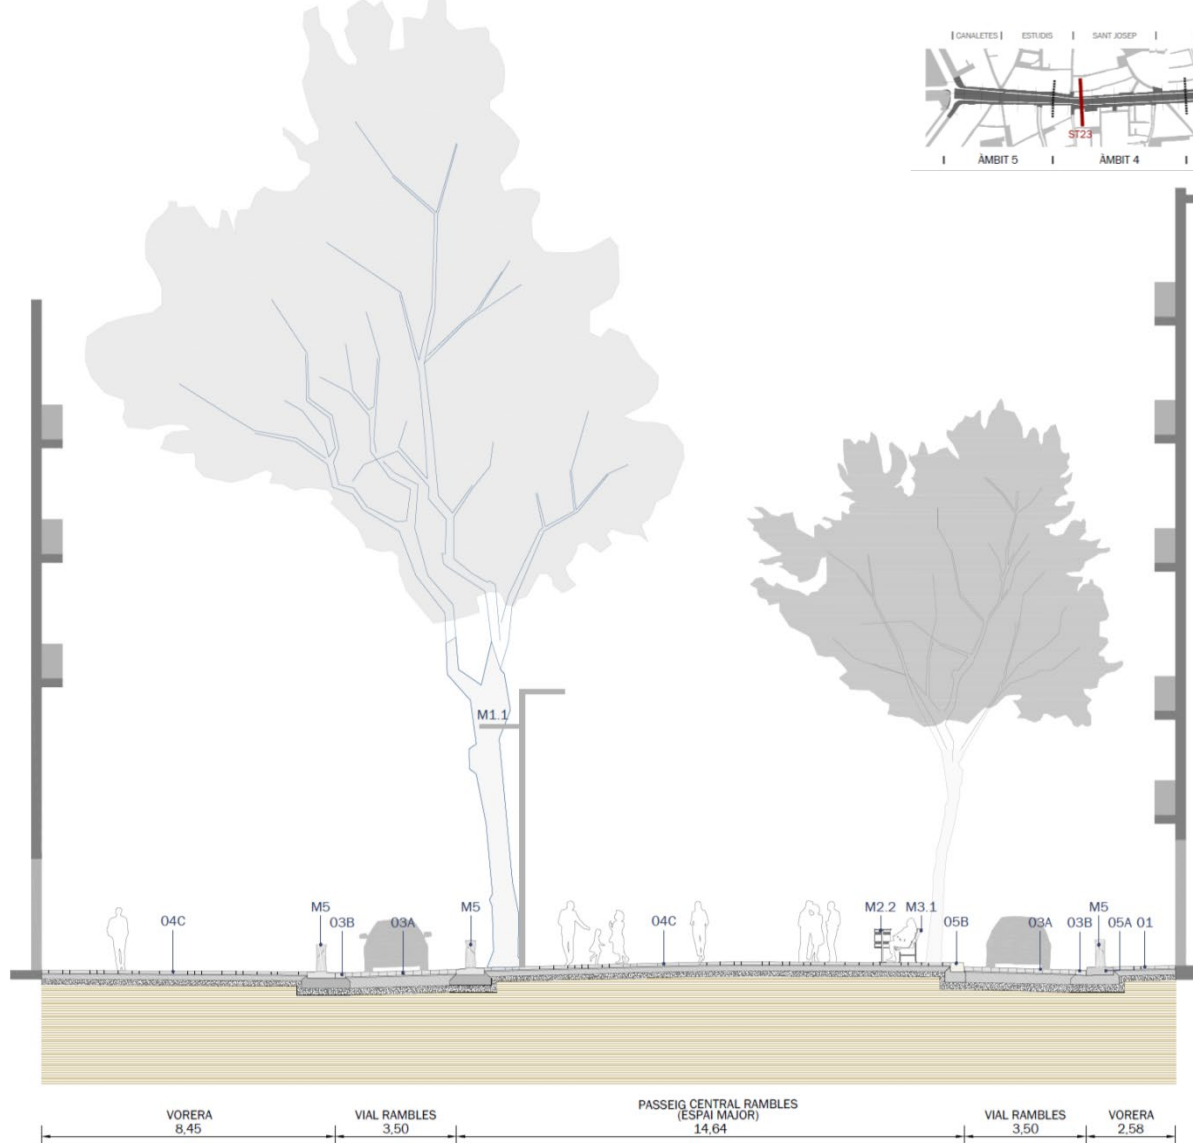 CANALETES ESTUDIS SANT JOSEP
ST23
ÀMBIT 5 ÀMBIT 4
M1.1
04C M5 03B 03A M5 04C M2.2 M3.1 05B 03A 03B M5 05A 01
VORERA
8,45
VIAL RAMBLES
3,50
PASSEIG CENTRAL RAMBLES
(ESPAI MAJOR)
14,64
VIAL RAMBLES
3,50
VORERA
2,58